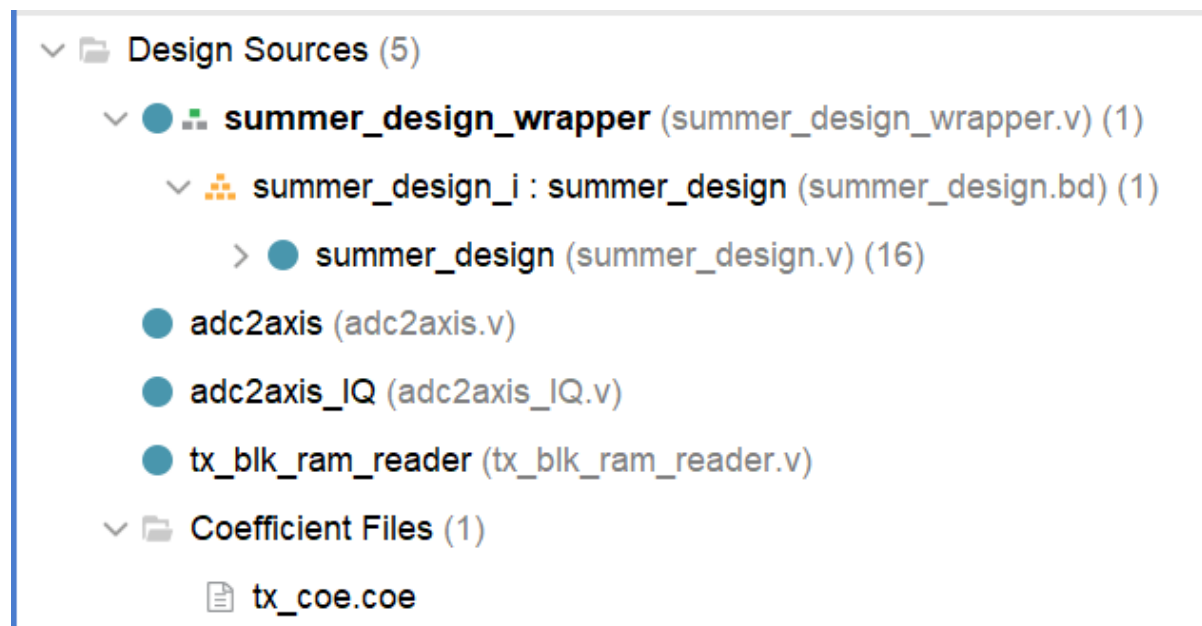 Design Sources (5)
summer_design_wrapper (summer_design_wrapper.v) (1)
summer_design_i : summer_design (summer_design.bd) (1)
summer_design (summer_design.v) (16)
adc2axis (adc2axis.v)
adc2axis_IQ (adc2axis_IQ.v)
tx_blk_ram_reader (tx_blk_ram_reader.v)
Coefficient Files (1)
tx_coe.coe